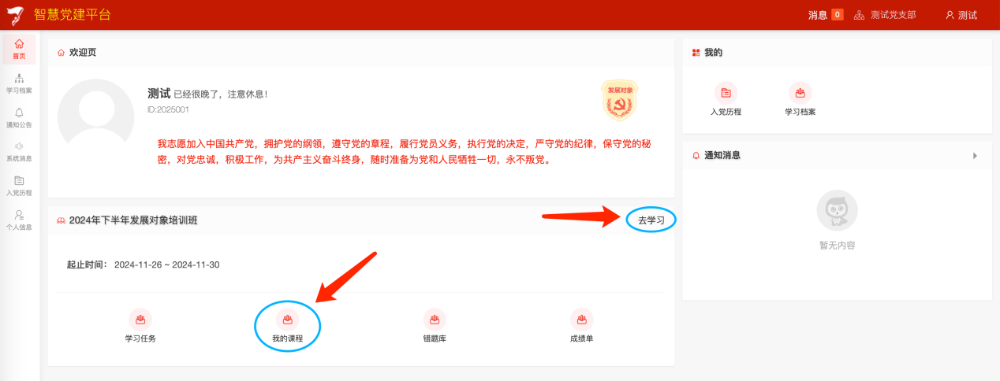 智慧党建平台
消息 0 测试党支部 测试
首页
学习档案
通知公告
系统消息
入党历程
个人信息
欢迎页
测试 已经很晚了，注意休息！
ID:2025001
发展对象
我志愿加入中国共产党，拥护党的纲领，遵守党的章程，履行党员义务，执行党的决定，严守党的纪律，保守党的秘
密，对党忠诚，积极工作，为共产主义奋斗终身，随时准备为党和人民牺牲一切，永不叛党。
2024年下半年发展对象培训班 去学习
起止时间： 2024-11-26 ~ 2024-11-30
学习任务 我的课程 错题库 成绩单
我的
入党历程 学习档案
通知消息
暂无内容